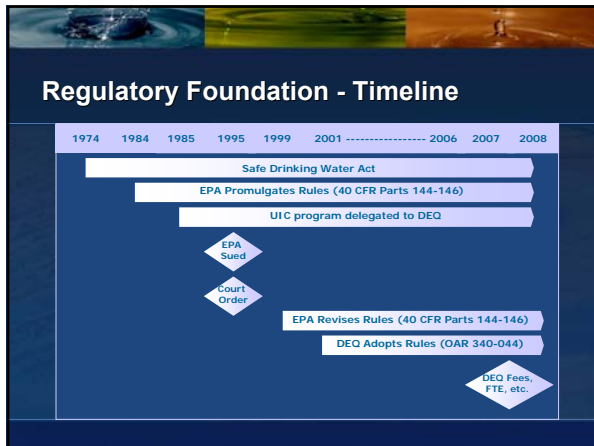 Regulatory Foundation - Timeline
1974 1984 1985 1995 1999 2001 ----------------- 2006 2007 2008
Safe Drinking Water Act
EPA Promulgates Rules (40 CFR Parts 144-146)
UIC program delegated to DEQ
EPA
Sued
Court
Order
EPA Revises Rules (40 CFR Parts 144-146)
DEQ Adopts Rules (OAR 340-044)
DEQ Fees,
FTE, etc.